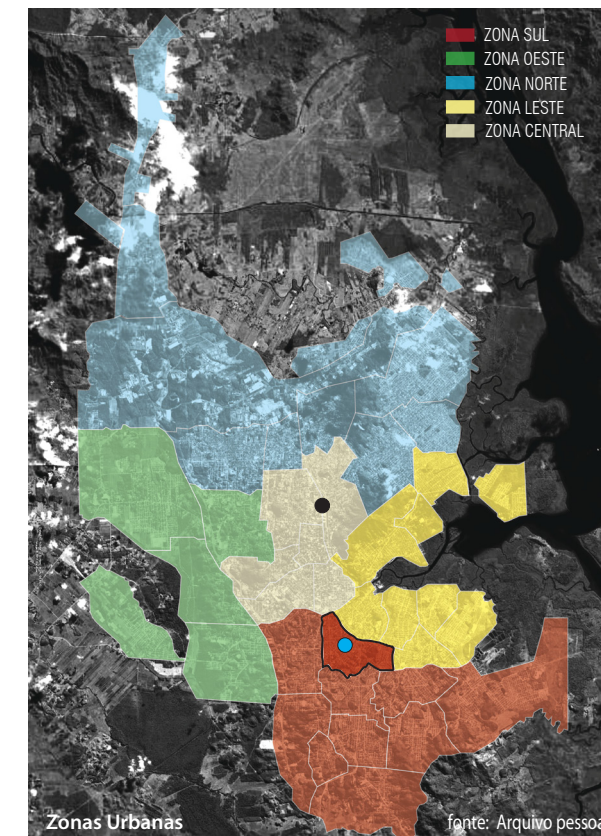 ZONA SUL
ZONA OESTE
ZONA NORTE
ZONA LESTE
ZONA CENTRAL
Zonas Urbanas
fonte: Arquivo pessoa